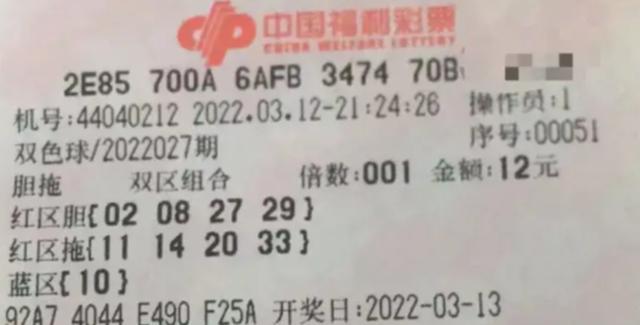 中国福利彩票
CHINA WELFARE LOTTERY
2E85 700A 6AFB 3474 70B
机号:44040212 2022.03.12-21:24:26 操作员:1
双色球/2022027期 序号:00051
胆拖 双区组合 倍数:001 金额:12元
红区胆{02 08 27 29}
红区拖{11 14 20 33}
蓝区{10}
92A7 4044 E490 F25A 开奖日:2022-03-13